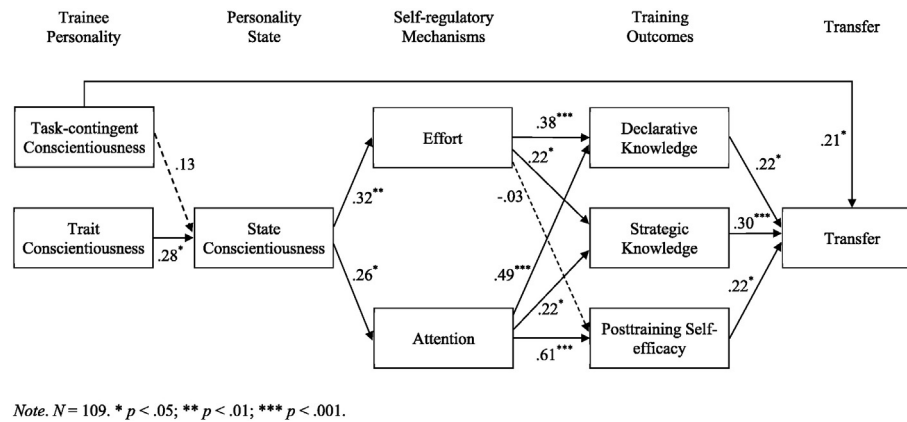 Trainee Personality State Self-regulatory Training Transfer
Personality State Mechanisms Outcomes
Task-contingent
Conscientiousness
.13
Trait
Conscientiousness
.28*
State
Conscientiousness
.32**
.26*
Effort
Attention
.38***
.22*
-.03
.49***
.22*
.61***
Declarative
Knowledge
Strategic
Knowledge
Posttraining Self-
efficacy
.22*
.30***
.22*
.21*
Transfer
Note. N = 109. * p < .05; ** p < .01; *** p < .001.